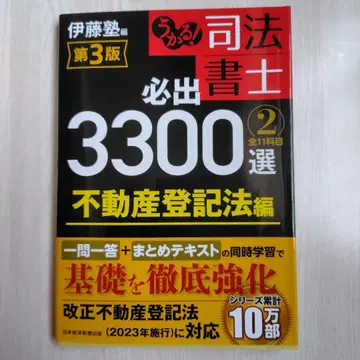 伊藤塾編
第3版
うかる!
司法書士
必出
3300選
2
全11科目
不動産登記法編
一問一答+まとめテキストの同時学習で
基礎を徹底強化
改正不動産登記法
(2023年施行)に対応
シリーズ累計
10万部
日本経済新聞出版